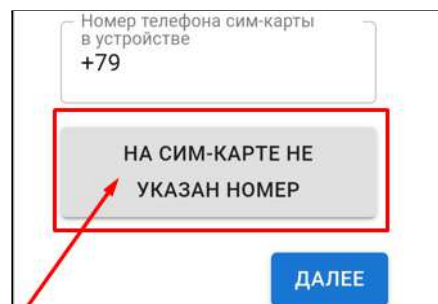 Номер телефона сим-карты
в устройстве
+79
НА СИМ-КАРТЕ НЕ
УКАЗАН НОМЕР
ДАЛЕЕ